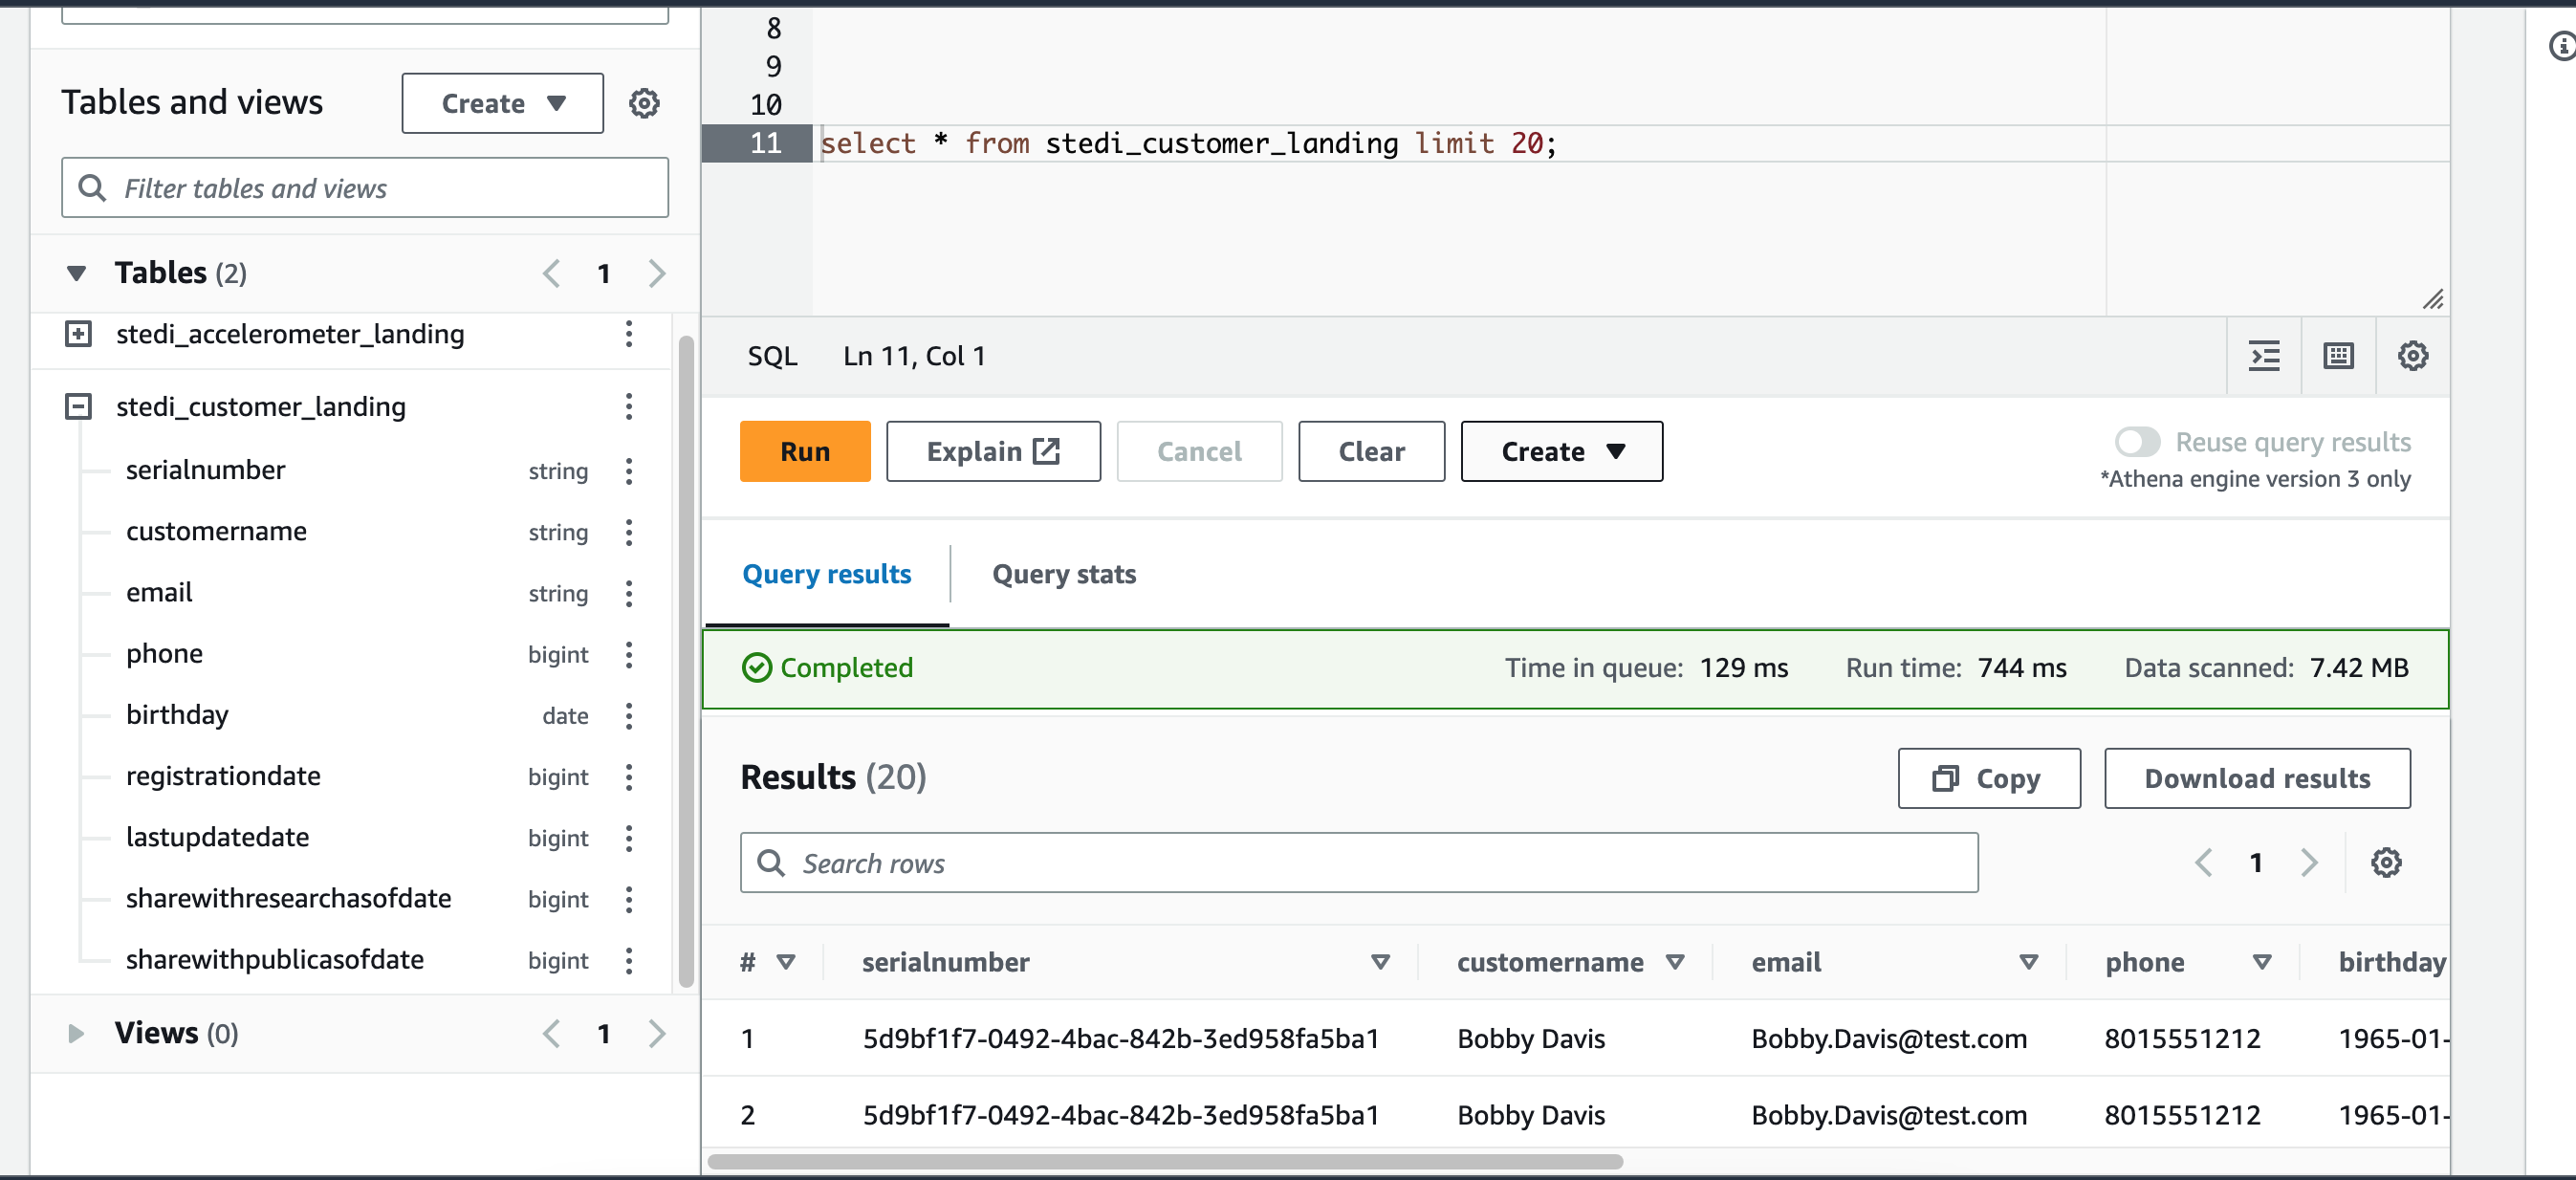 Tables and views
Create
Filter tables and views
Tables (2)
1
stedi_accelerometer_landing
stedi_customer_landing
serialnumber string
customername string
email string
phone bigint
birthday date
registrationdate bigint
lastupdatedate bigint
sharewithresearchasofdate bigint
sharewithpublicasofdate bigint
Views (0)
1
8
9
10
11 select * from stedi_customer_landing limit 20;
SQL Ln 11, Col 1
Run Explain Cancel Clear Create
Reuse query results
*Athena engine version 3 only
Query results Query stats
Completed Time in queue: 129 ms Run time: 744 ms Data scanned: 7.42 MB
Results (20) Copy Download results
Search rows 1
# serialnumber customername email phone birthday
1 5d9bf1f7-0492-4bac-842b-3ed958fa5ba1 Bobby Davis Bobby.Davis@test.com 8015551212 1965-01-
2 5d9bf1f7-0492-4bac-842b-3ed958fa5ba1 Bobby Davis Bobby.Davis@test.com 8015551212 1965-01-